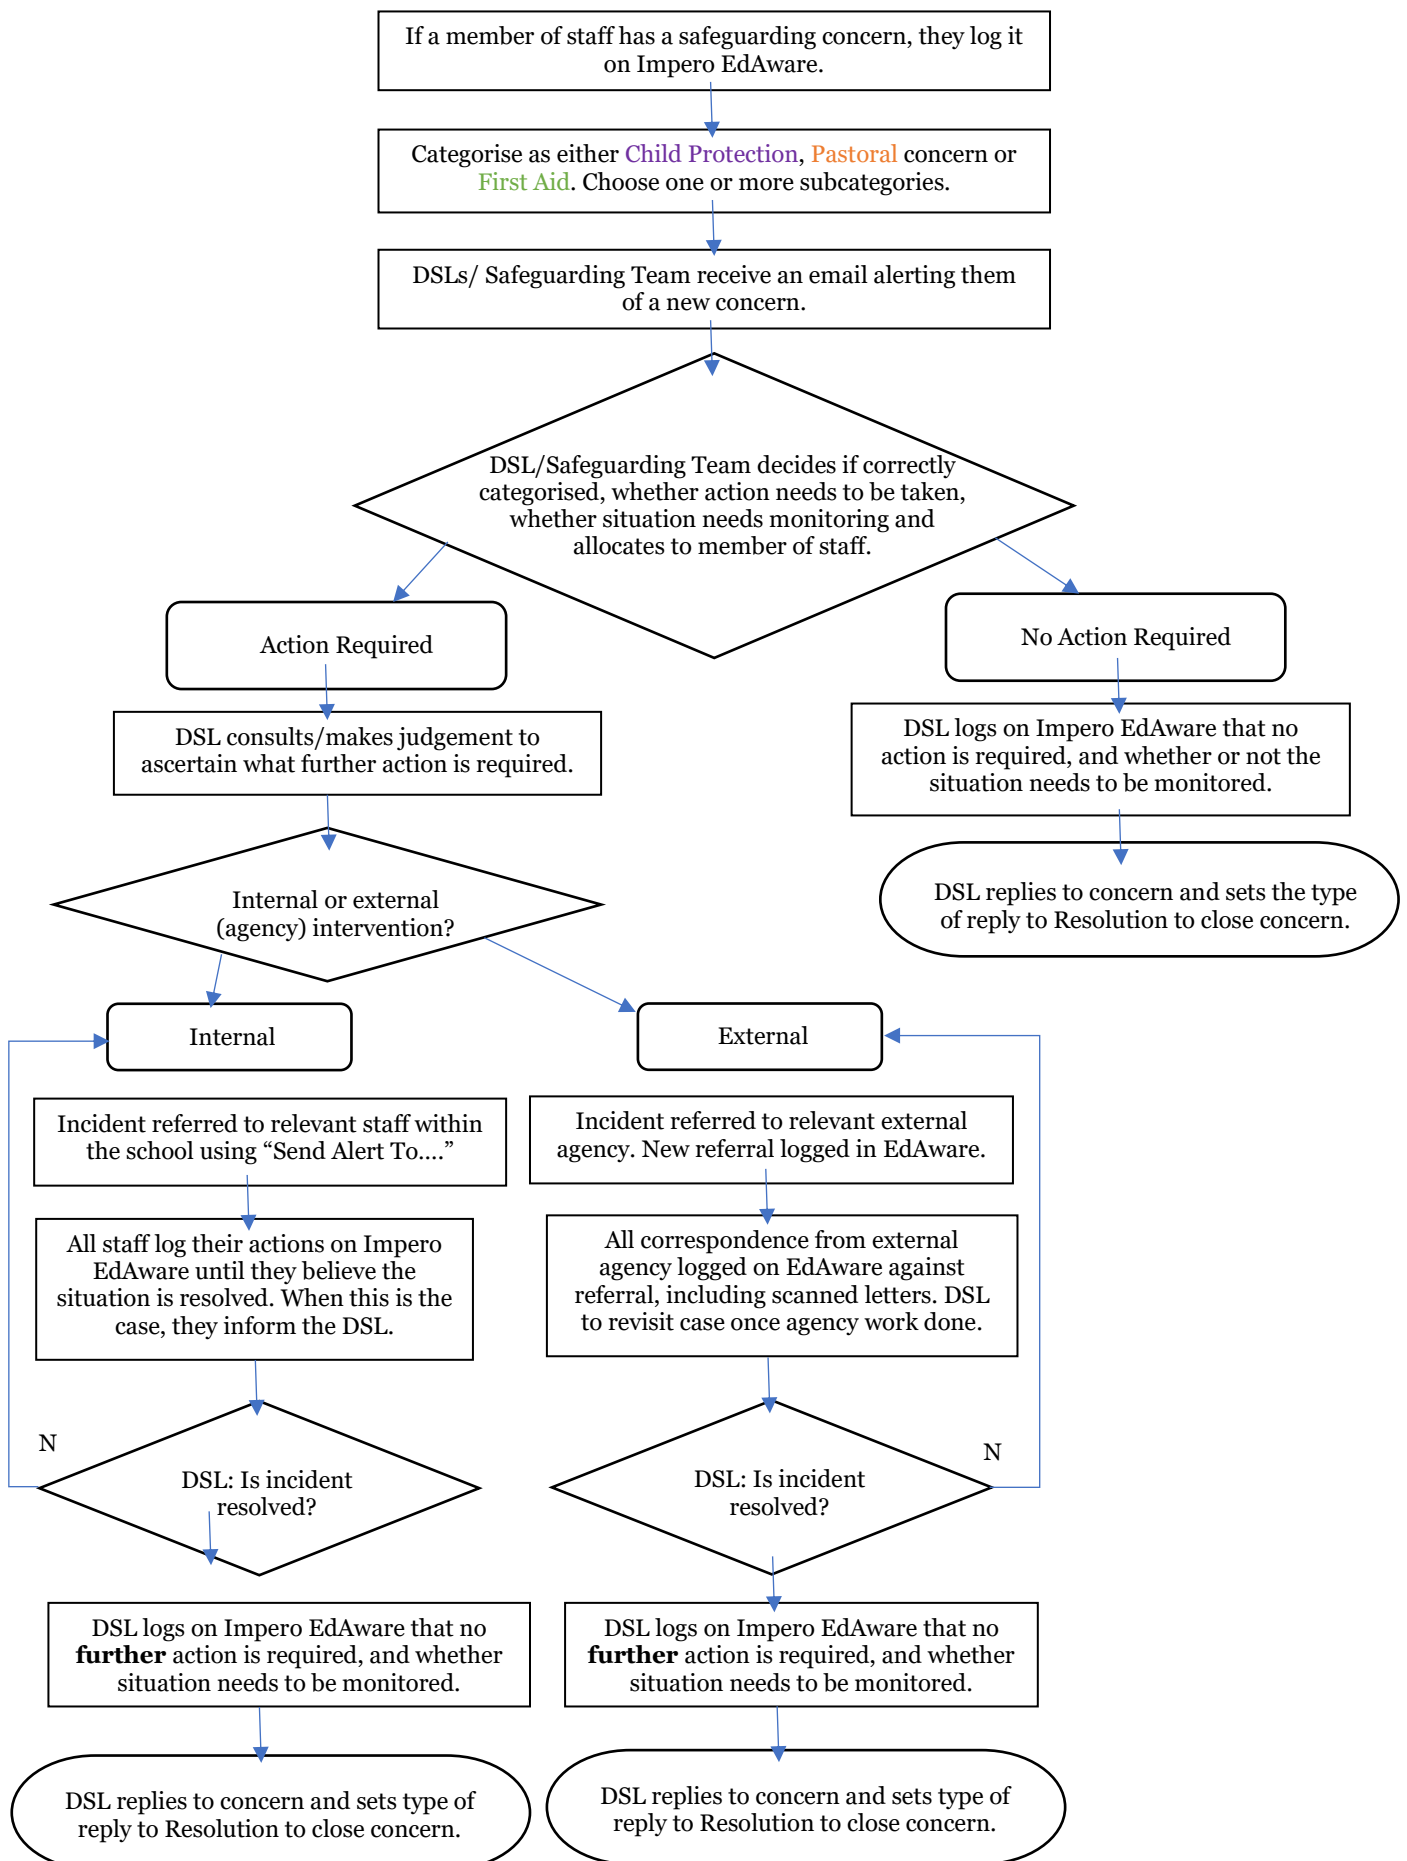 If a member of staff has a safeguarding concern, they log it
on Impero EdAware.
Categorise as either Child Protection, Pastoral concern or
First Aid. Choose one or more subcategories.
DSLs/ Safeguarding Team receive an email alerting them
of a new concern.
DSL/Safeguarding Team decides if correctly
categorised, whether action needs to be taken,
whether situation needs monitoring and
allocates to member of staff.
Action Required
No Action Required
DSL consults/makes judgement to
ascertain what further action is required.
DSL logs on Impero EdAware that no
action is required, and whether or not the
situation needs to be monitored.
Internal or external
(agency) intervention?
DSL replies to concern and sets the type
of reply to Resolution to close concern.
Internal
External
Incident referred to relevant staff within
the school using “Send Alert To....”
Incident referred to relevant external
agency. New referral logged in EdAware.
All staff log their actions on Impero
EdAware until they believe the
situation is resolved. When this is the
case, they inform the DSL.
All correspondence from external
agency logged on EdAware against
referral, including scanned letters. DSL
to revisit case once agency work done.
N
DSL: Is incident
resolved?
N
DSL: Is incident
resolved?
DSL logs on Impero EdAware that no
further action is required, and whether
situation needs to be monitored.
DSL logs on Impero EdAware that no
further action is required, and whether
situation needs to be monitored.
DSL replies to concern and sets type of
reply to Resolution to close concern.
DSL replies to concern and sets type of
reply to Resolution to close concern.